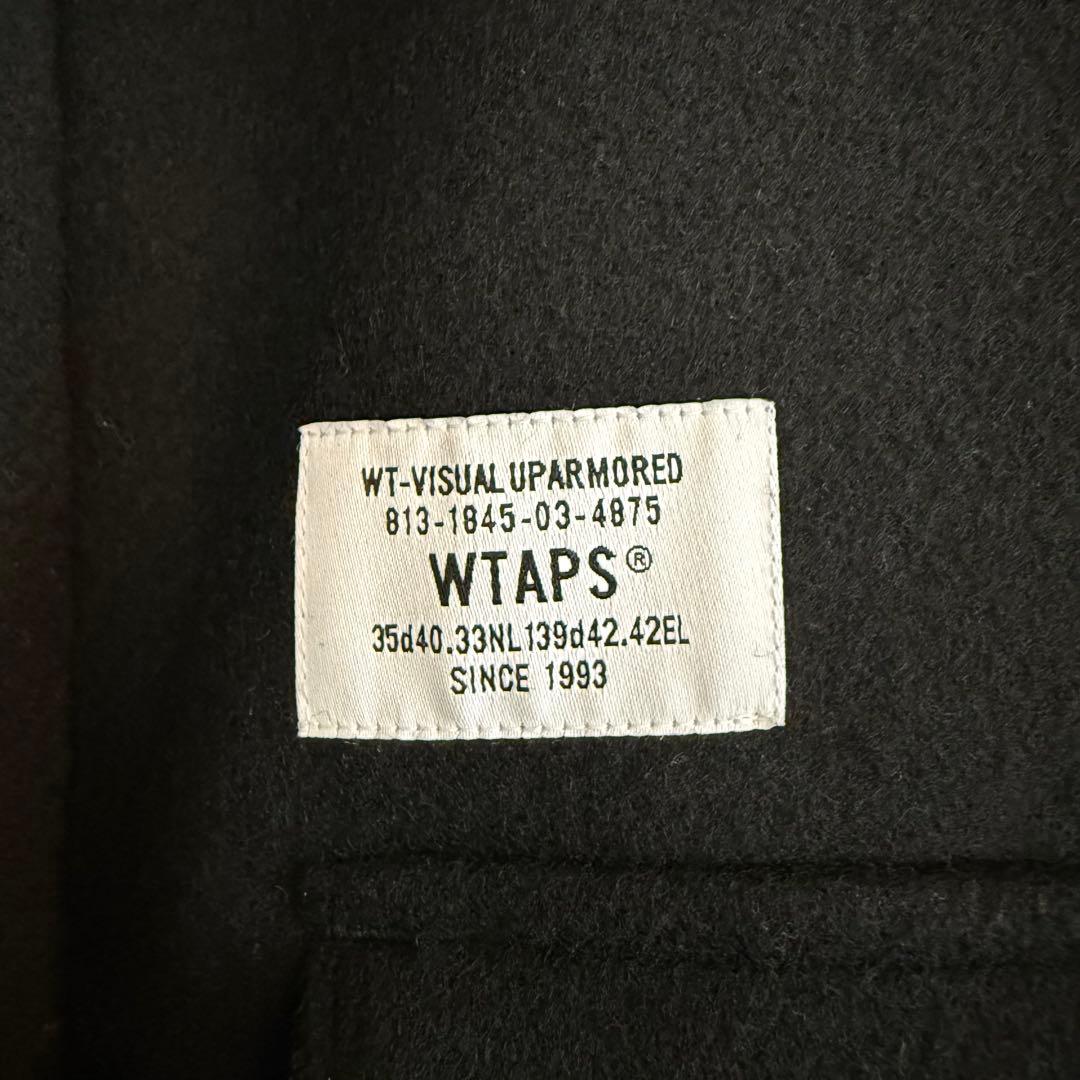 WT-VISUAL UPARMORED
813-1845-03-4875
WTAPS®
35d40.33NL139d42.42EL
SINCE 1993